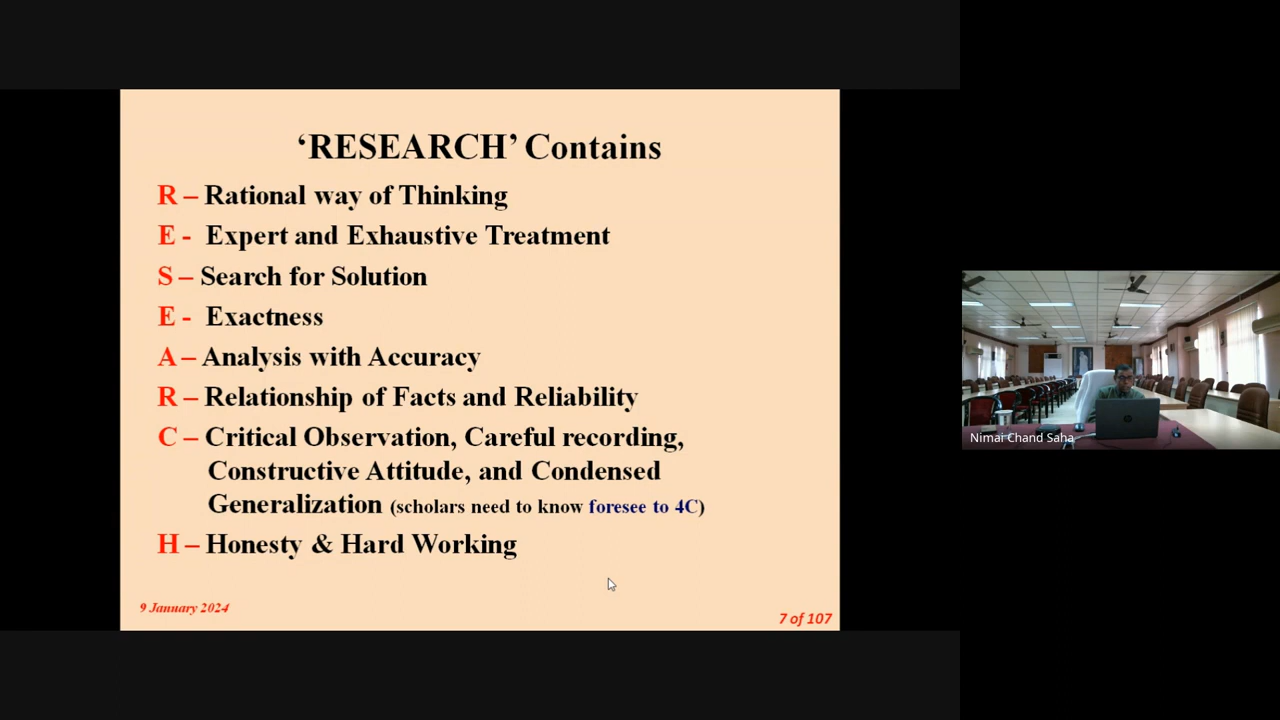 ‘RESEARCH’ Contains
R – Rational way of Thinking
E - Expert and Exhaustive Treatment
S – Search for Solution
E - Exactness
A – Analysis with Accuracy
R – Relationship of Facts and Reliability
C – Critical Observation, Careful recording,
Constructive Attitude, and Condensed
Generalization (scholars need to know foresee to 4C)
H – Honesty & Hard Working
9 January 2024
7 of 107
Nimai Chand Saha